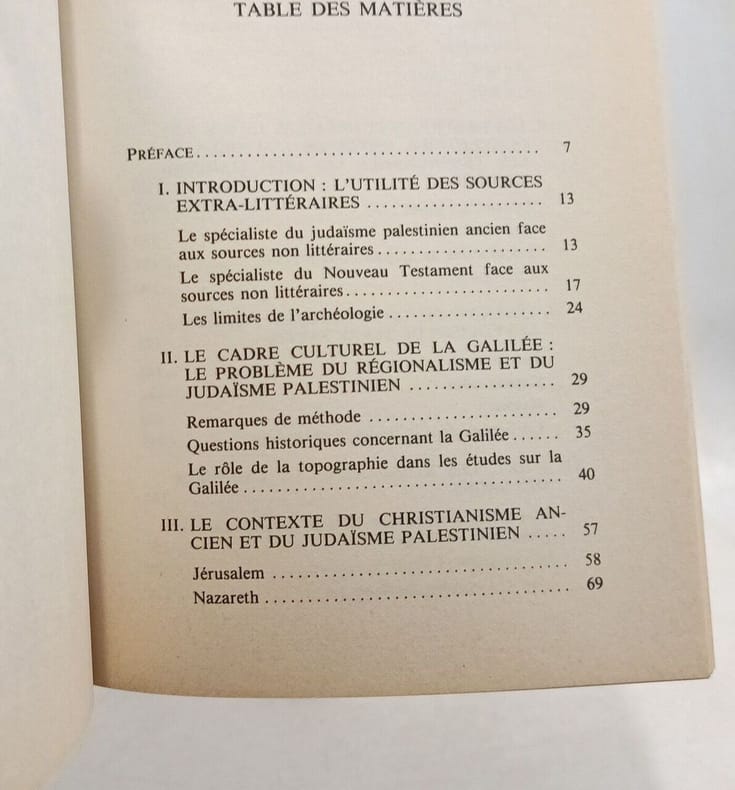 TABLE DES MATIÈRES
PRÉFACE........................................ 7
I. INTRODUCTION : L'UTILITÉ DES SOURCES
EXTRA-LITTÉRAIRES ..................... 13
Le spécialiste du judaïsme palestinien ancien face
aux sources non littéraires.................... 13
Le spécialiste du Nouveau Testament face aux
sources non littéraires........................ 17
Les limites de l'archéologie.................... 24
II. LE CADRE CULTUREL DE LA GALILÉE :
LE PROBLÈME DU RÉGIONALISME ET DU
JUDAÏSME PALESTINIEN ................. 29
Remarques de méthode ...................... 29
Questions historiques concernant la Galilée...... 35
Le rôle de la topographie dans les études sur la
Galilée...................................... 40
III. LE CONTEXTE DU CHRISTIANISME AN-
CIEN ET DU JUDAÏSME PALESTINIEN ..... 57
Jérusalem ................................... 58
Nazareth.................................... 69